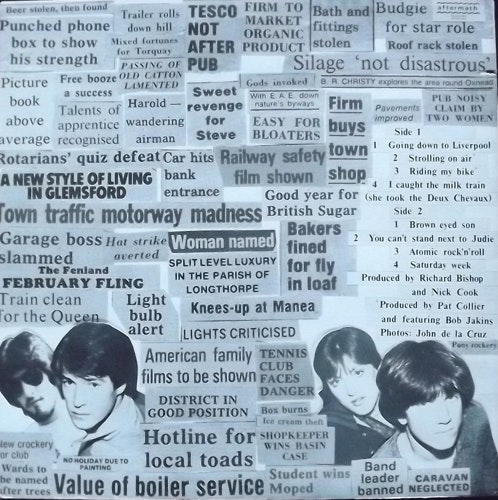 Beer stolen, then found
Punched phone
box to show
his strength
Trailer rolls
down hill
Mixed fortunes
for Torquay
PASSING OF
OLD CATTON
LAMENTED
TESCO
NOT
AFTER
PUB
FIRM TO
MARKET
ORGANIC
PRODUCT
Bath and
fittings
stolen
Budgie
aftermath
for star role
Roof rack stolen
Silage 'not disastrous'
Picture
book
above
average
Free booze
a success
Talents of
apprentice
recognised
Harold —
wandering
airman
Sweet
revenge
for
Steve
Gods invoked
With E.A.E. down
nature's byways
EASY FOR
BLOATERS
B. R. CHRISTY explores the area round Oxnead
Firm
buys
town
shop
Pavements
improved
PUB NOISY
CLAIM BY
TWO WOMEN
Rotarians' quiz defeat
Car hits
bank
entrance
Railway safety
film shown
A NEW STYLE OF LIVING
IN GLEMSFORD
Good year for
British Sugar
Town traffic motorway madness
Side 1
1 Going down to Liverpool
2 Strolling on air
3 Riding my bike
4 I caught the milk train
(she took the Deux Chevaux)
Side 2
1 Brown eyed son
2 You can't stand next to Judie
3 Atomic rock'n'roll
4 Saturday week
Produced by Richard Bishop
and Nick Cook
Produced by Pat Collier
and featuring Bob Jakins
Photos: John de la Cruz
Pony rockery
Garage boss
slammed
Hat strike
averted
Woman named
SPLIT LEVEL LUXURY
IN THE PARISH OF
LONGTHORPE
Bakers
fined
for fly
in loaf
The Fenland
FEBRUARY FLING
Train clean
for the Queen
Light
bulb
alert
Knees-up at Manea
LIGHTS CRITICISED
American family
films to be shown
TENNIS
CLUB
FACES
DANGER
DISTRICT IN
GOOD POSITION
Box burns
Ice cream theft
Hotline for
local toads
SHOPKEEPER
WINS BASIN
CASE
New crockery
for club
NO HOLIDAY DUE TO
PAINTING
Wards to
be named
after trees
Value of boiler service
Student wins
Moped
Band
leader
banned
CARAVAN
NEGLECTED